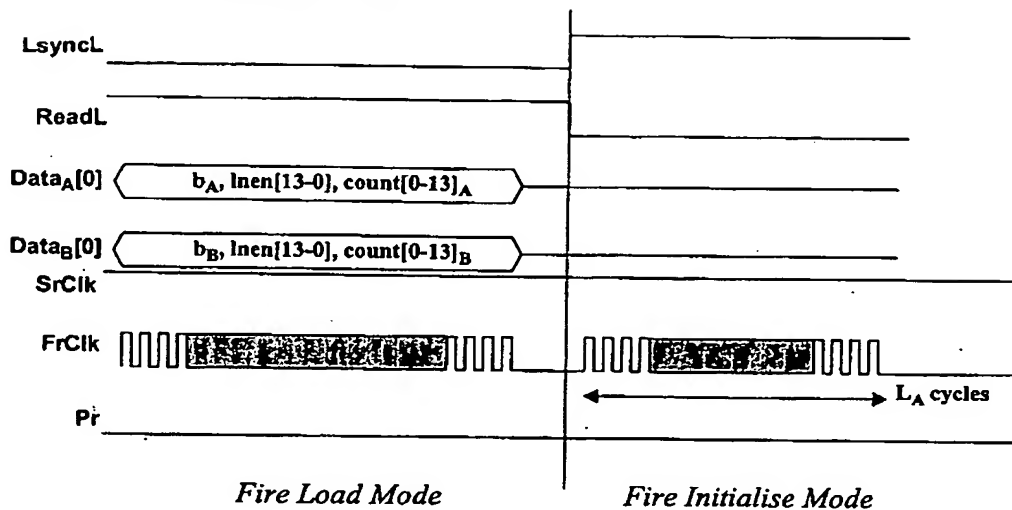 LsyncL
ReadL
DataA[0] bA, lnen[13-0], count[0-13]A
DataB[0] bB, lnen[13-0], count[0-13]B
SrClk
FrClk
LA cycles
Pr
Fire Load Mode Fire Initialise Mode